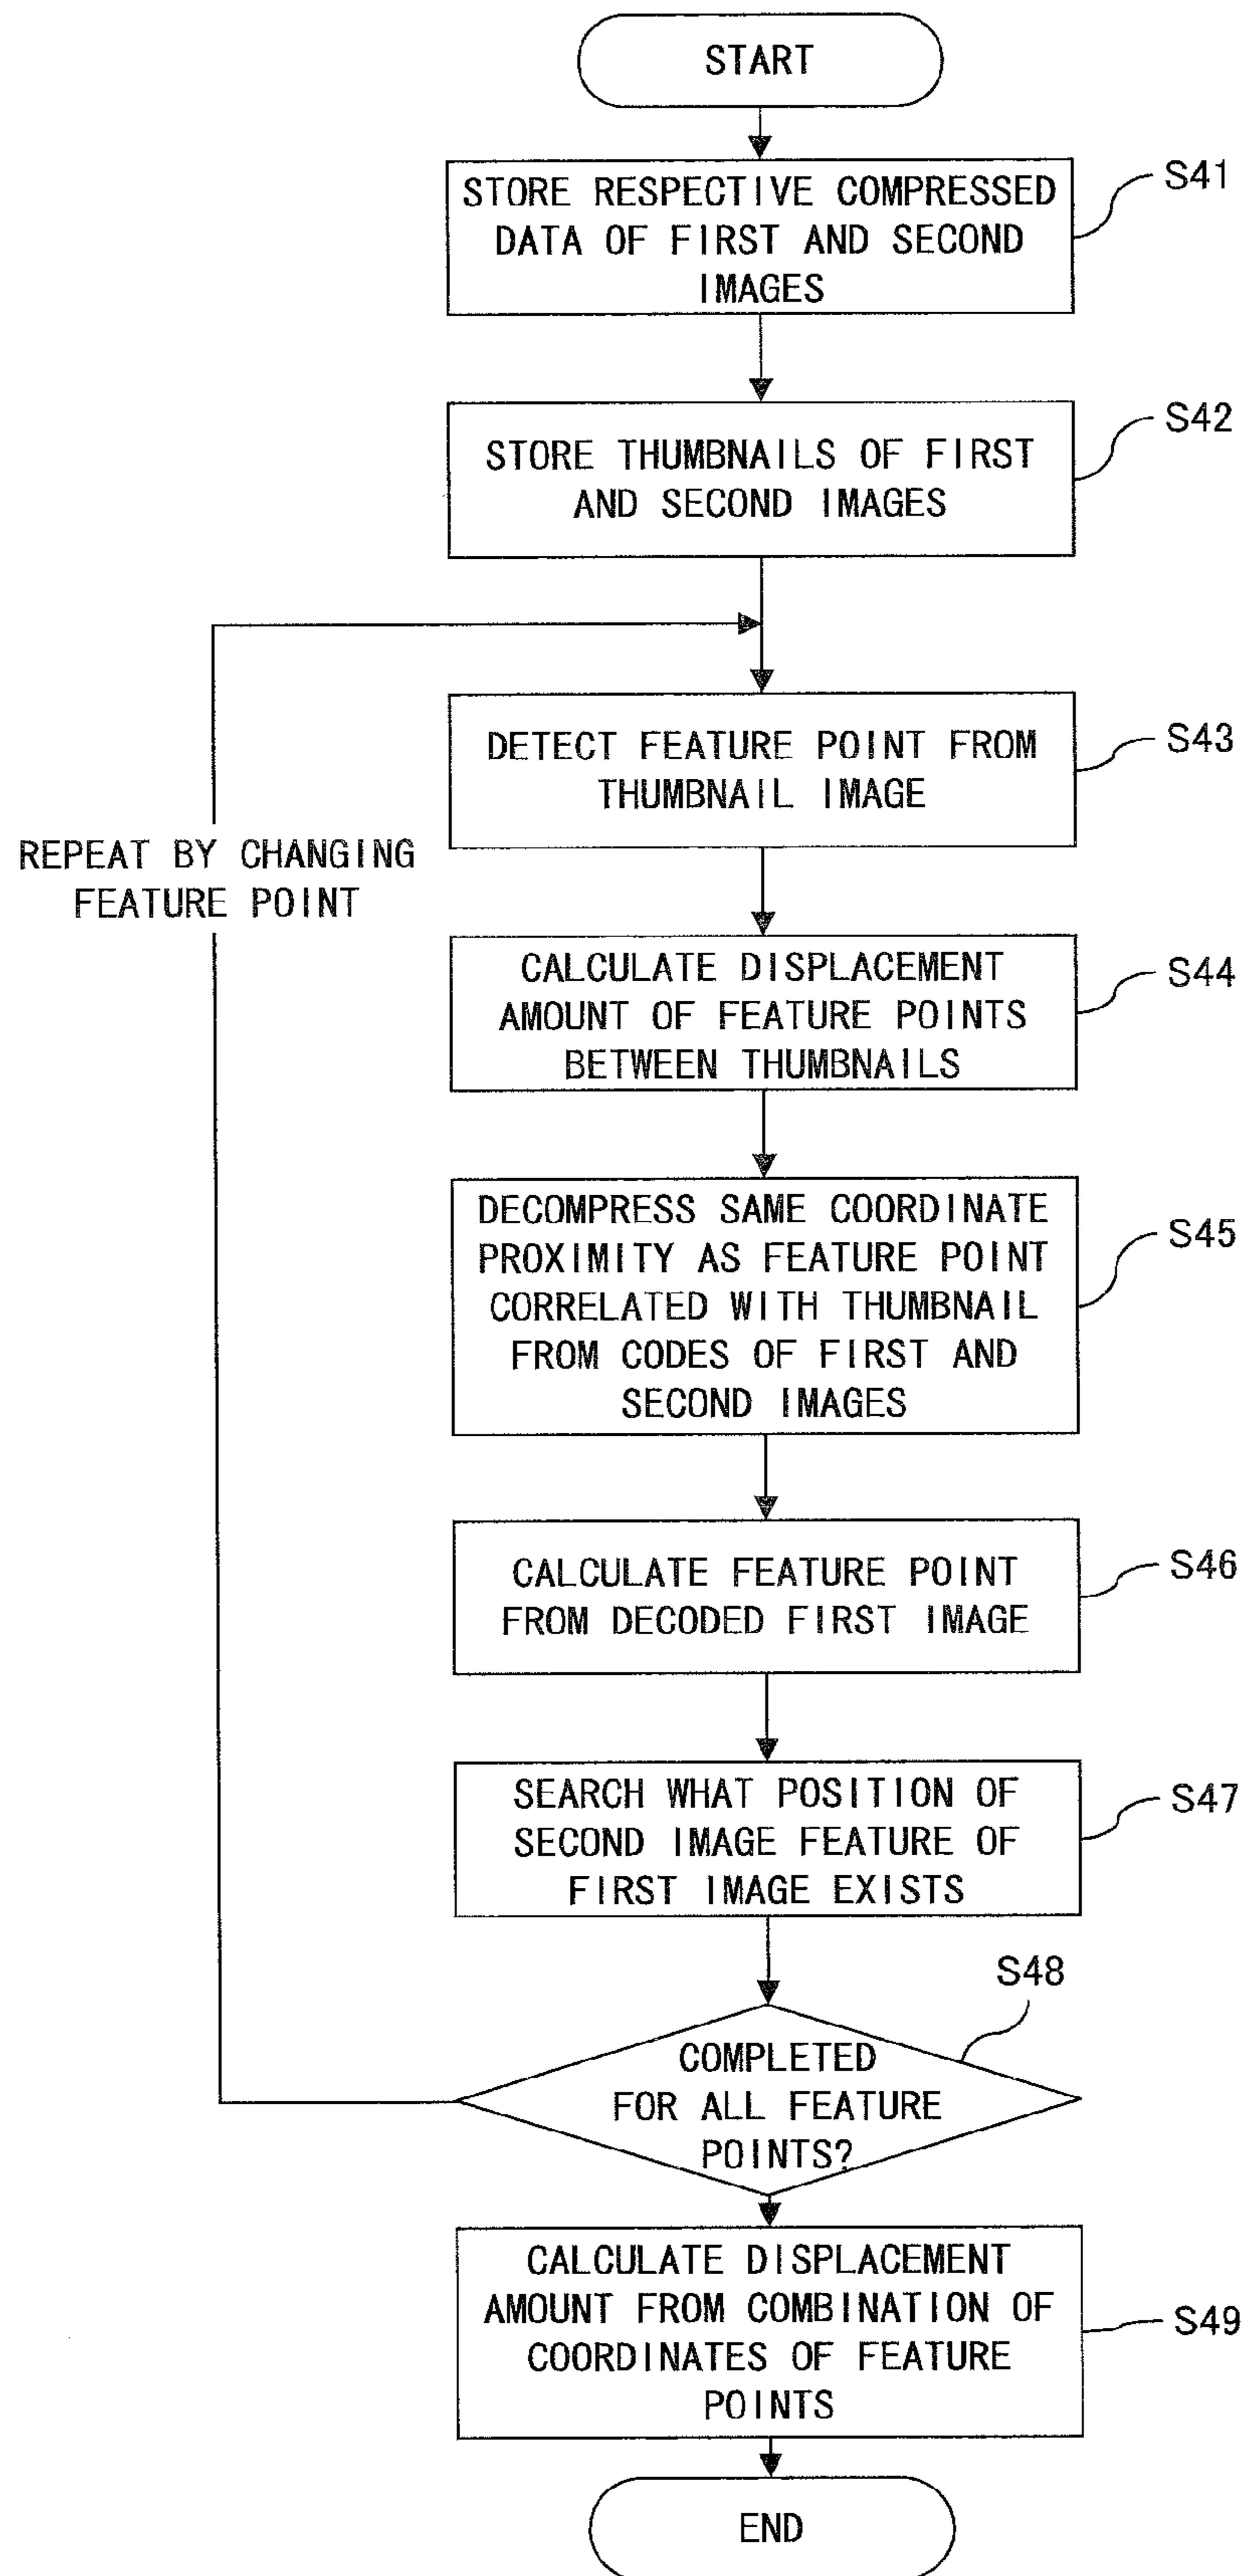 START
STORE RESPECTIVE COMPRESSED
DATA OF FIRST AND SECOND
IMAGES
S41
STORE THUMBNAILS OF FIRST
AND SECOND IMAGES
S42
DETECT FEATURE POINT FROM
THUMBNAIL IMAGE
S43
REPEAT BY CHANGING
FEATURE POINT
CALCULATE DISPLACEMENT
AMOUNT OF FEATURE POINTS
BETWEEN THUMBNAILS
S44
DECOMPRESS SAME COORDINATE
PROXIMITY AS FEATURE POINT
CORRELATED WITH THUMBNAIL
FROM CODES OF FIRST AND
SECOND IMAGES
S45
CALCULATE FEATURE POINT
FROM DECODED FIRST IMAGE
S46
SEARCH WHAT POSITION OF
SECOND IMAGE FEATURE OF
FIRST IMAGE EXISTS
S47
S48
COMPLETED
FOR ALL FEATURE
POINTS?
CALCULATE DISPLACEMENT
AMOUNT FROM COMBINATION OF
COORDINATES OF FEATURE
POINTS
S49
END